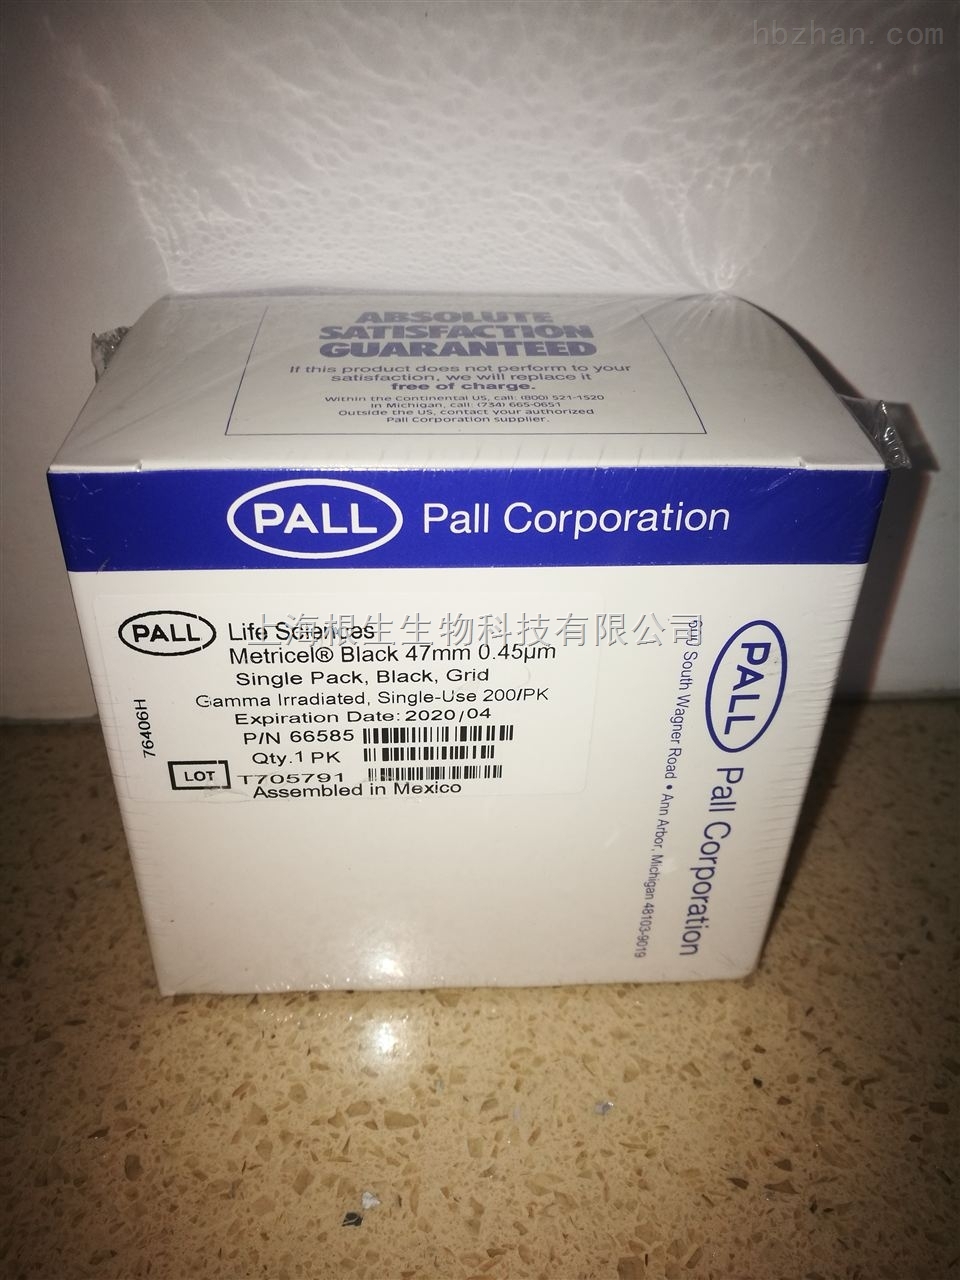 hbzhan.com
ABSOLUTE
SATISFACTION
GUARANTEED
If this product does not perform to your
satisfaction, we will replace it
free of charge.
Within the Continental US, call: (800) 521-1520
In Michigan, call: (734) 665-0651
Outside the US, contact your authorized
Pall Corporation supplier.
PALL Pall Corporation
上海根生生物科技有限公司
PALL Life Sciences
Metricel® Black 47mm 0.45µm
Single Pack, Black, Grid
Gamma Irradiated, Single-Use 200/PK
Expiration Date: 2020/04
P/N 66585
Qty.1 PK
LOT T705791
Assembled in Mexico
76406H
PALL Pall Corporation
South Wagner Road • Ann Arbor, Michigan 48103-9019